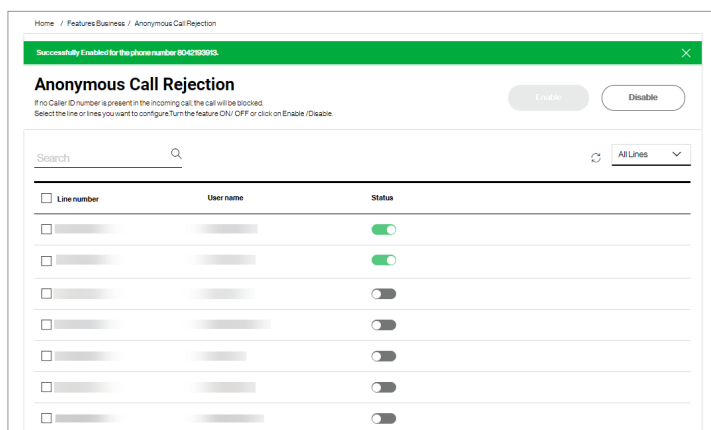 Home / Features Business / Anonymous Call Rejection
Successfully Enabled for the phone number 8042193913.
Anonymous Call Rejection
If no Caller ID number is present in the incoming call, the call will be blocked.
Select the line or lines you want to configure.Turn the feature ON/ OFF or click on Enable /Disable.
Enable
Disable
Search
All Lines
Line number User name Status